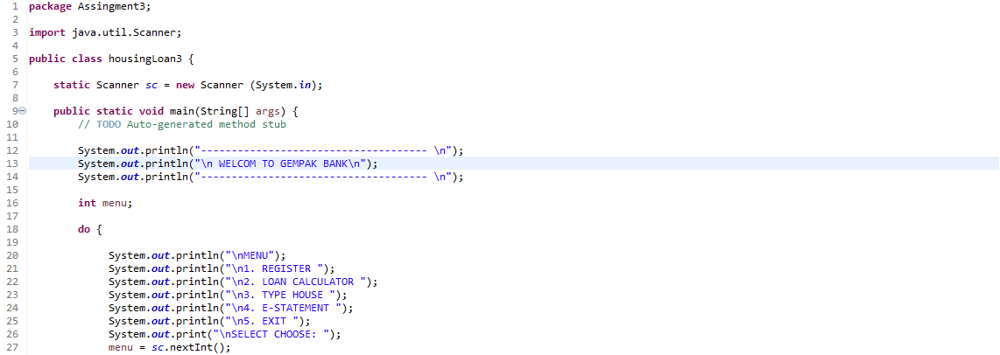 1 package Assingment3;
2
3 import java.util.Scanner;
4
5 public class housingLoan3 {
6
7     static Scanner sc = new Scanner (System.in);
8
9     public static void main(String[] args) {
10         // TODO Auto-generated method stub
11
12         System.out.println("------------------------------------- \n");
13         System.out.println("\n WELCOM TO GEMPAK BANK\n");
14         System.out.println("------------------------------------- \n");
15
16         int menu;
17
18         do {
19
20              System.out.println("\nMENU");
21              System.out.println("\n1. REGISTER ");
22              System.out.println("\n2. LOAN CALCULATOR ");
23              System.out.println("\n3. TYPE HOUSE ");
24              System.out.println("\n4. E-STATEMENT ");
25              System.out.println("\n5. EXIT ");
26              System.out.print("\nSELECT CHOOSE: ");
27              menu = sc.nextInt();